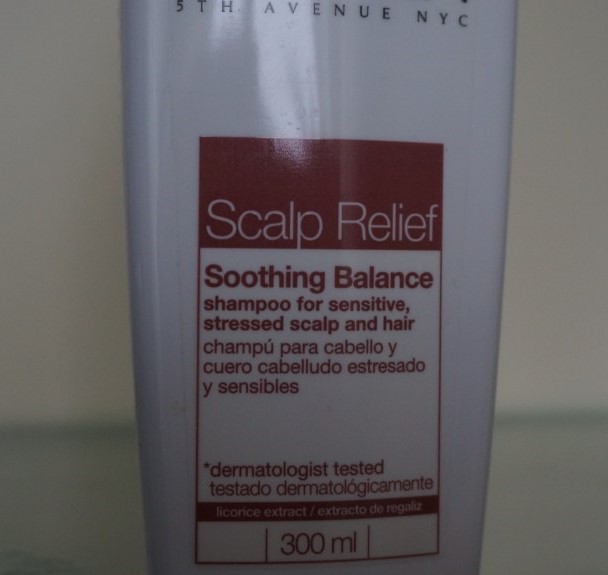 5TH AVENUE NYC
Scalp Relief
Soothing Balance
shampoo for sensitive,
stressed scalp and hair
champú para cabello y
cuero cabelludo estresado
y sensibles
*dermatologist tested
testado dermatológicamente
licorice extract / extracto de regaliz
300 ml